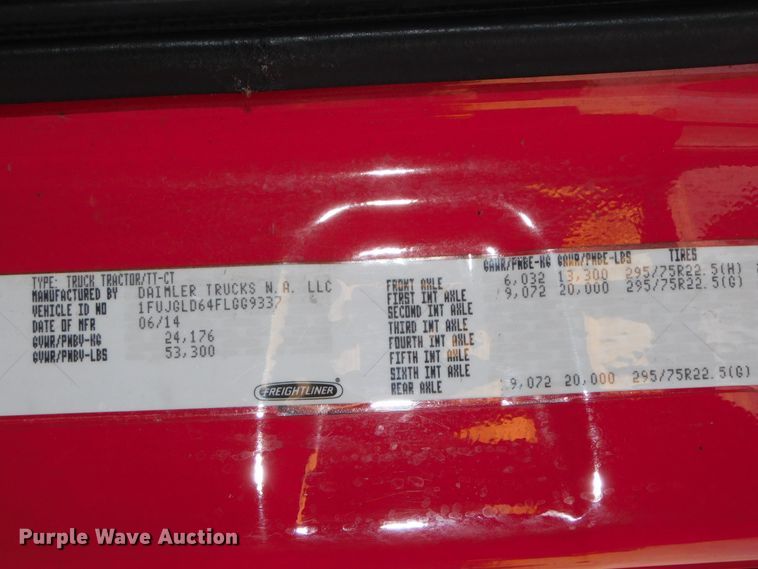 TYPE: TRUCK TRACTOR/TT-CT
MANUFACTURED BY DAIMLER TRUCKS N.A. LLC
VEHICLE ID NO 1FUJGLD64FLGG9337
DATE OF MFR 06/14
GVWR/PNBV-KG 24,176
GVWR/PNBV-LBS 53,300
FREIGHTLINER
GAWR/PNBE-KG GAWR/PNBE-LBS TIRES
FRONT AXLE 6,032 13,300 295/75R22.5(H)
FIRST INT AXLE 9,072 20,000 295/75R22.5(G)
SECOND INT AXLE
THIRD INT AXLE
FOURTH INT AXLE
FIFTH INT AXLE
SIXTH INT AXLE
REAR AXLE 9,072 20,000 295/75R22.5(G)
Purple Wave Auction